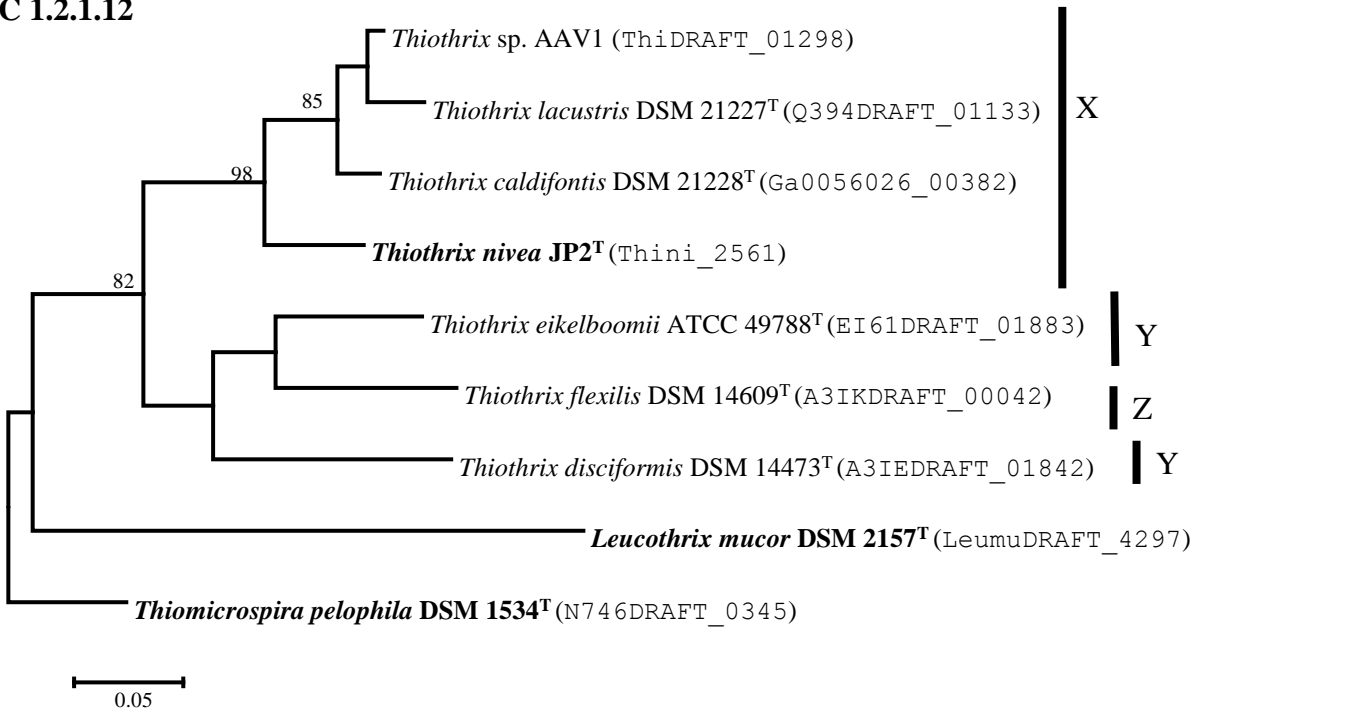 C 1.2.1.12
Thiothrix sp. AAV1 (ThiDRAFT_01298)
85
Thiothrix lacustris DSM 21227T (Q394DRAFT_01133)
X
98
Thiothrix caldifontis DSM 21228T (Ga0056026_00382)
Thiothrix nivea JP2T (Thini_2561)
82
Thiothrix eikelboomii ATCC 49788T (EI61DRAFT_01883)
Y
Thiothrix flexilis DSM 14609T (A3IKDRAFT_00042)
Z
Thiothrix disciformis DSM 14473T (A3IEDRAFT_01842)
Y
Leucothrix mucor DSM 2157T (LeumuDRAFT_4297)
Thiomicrospira pelophila DSM 1534T (N746DRAFT_0345)
0.05